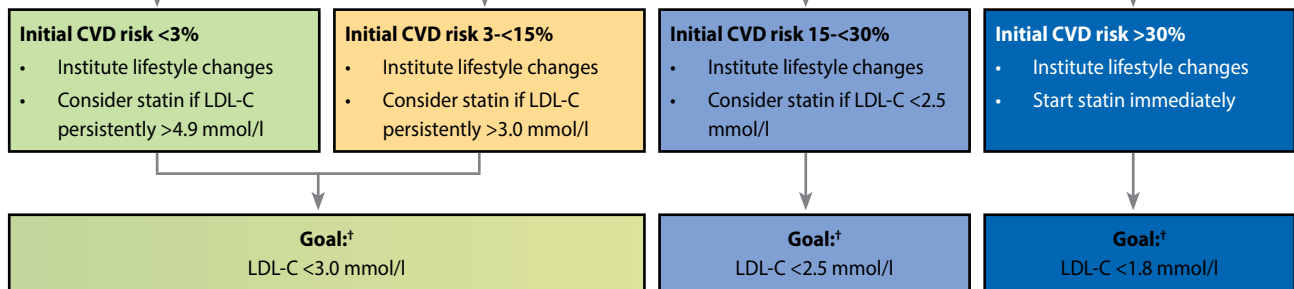 Initial CVD risk <3%
• Institute lifestyle changes
• Consider statin if LDL-C
persistently >4.9 mmol/l
Initial CVD risk 3-<15%
• Institute lifestyle changes
• Consider statin if LDL-C
persistently >3.0 mmol/l
Initial CVD risk 15-<30%
• Institute lifestyle changes
• Consider statin if LDL-C <2.5
mmol/l
Initial CVD risk >30%
• Institute lifestyle changes
• Start statin immediately
Goal:†
LDL-C <3.0 mmol/l
Goal:†
LDL-C <2.5 mmol/l
Goal:†
LDL-C <1.8 mmol/l